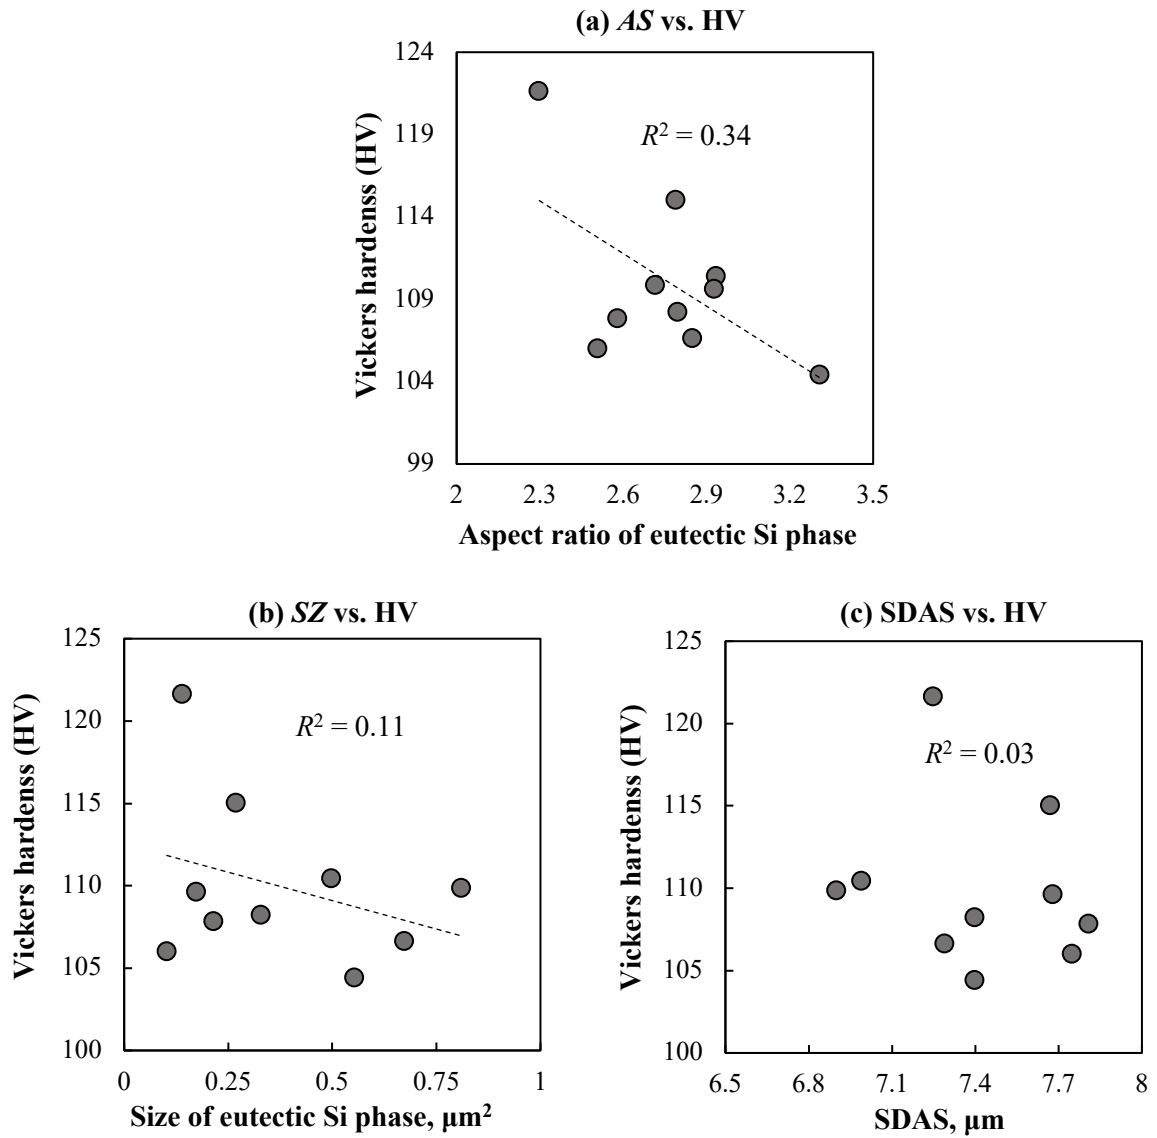 (a) AS vs. HV
124
119
114
109
104
99
Vickers hardenss (HV)
R² = 0.34
2 2.3 2.6 2.9 3.2 3.5
Aspect ratio of eutectic Si phase
(b) SZ vs. HV
125
120
115
110
105
100
Vickers hardenss (HV)
R² = 0.11
0 0.25 0.5 0.75 1
Size of eutectic Si phase, μm²
(c) SDAS vs. HV
125
120
115
110
105
100
Vickers hardenss (HV)
R² = 0.03
6.5 6.8 7.1 7.4 7.7 8
SDAS, μm